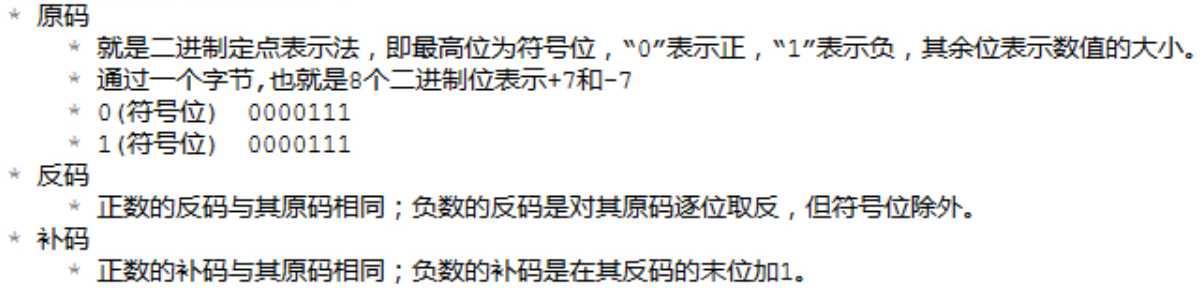 * 原码
* 就是二进制定点表示法，即最高位为符号位，“0”表示正，“1”表示负，其余位表示数值的大小。
* 通过一个字节,也就是8个二进制位表示+7和-7
* 0(符号位) 0000111
* 1(符号位) 0000111
* 反码
* 正数的反码与其原码相同；负数的反码是对其原码逐位取反，但符号位除外。
* 补码
* 正数的补码与其原码相同；负数的补码是在其反码的末位加1。